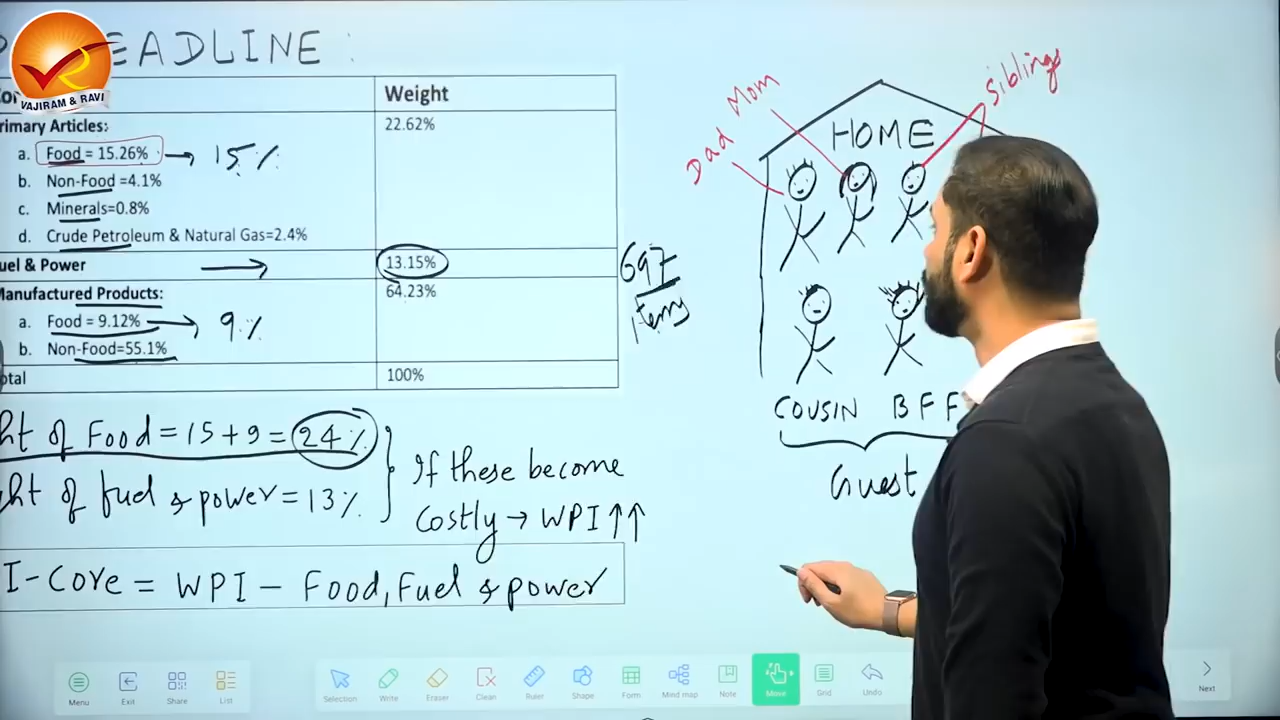 EADLINE :
VAJIRAM & RAVI
Weight
rimary Articles:
22.62%
a. Food = 15.26% → 15%
b. Non-Food =4.1%
c. Minerals=0.8%
d. Crude Petroleum & Natural Gas=2.4%
uel & Power → 13.15%
Manufactured Products:
64.23%
a. Food = 9.12% → 9%
b. Non-Food=55.1%
otal
100%
697
items
ht of Food = 15 + 9 = 24%
ht of fuel & power = 13%
If these become
Costly → WPI ↑↑
I-Core = WPI - Food, Fuel & power
Dad
Mom
Siblings
HOME
COUSIN BFF
Guest
Menu
Exit
Share
List
Selection
Write
Eraser
Clean
Ruler
Shape
Form
Mind map
Note
Move
Grid
Undo
Next